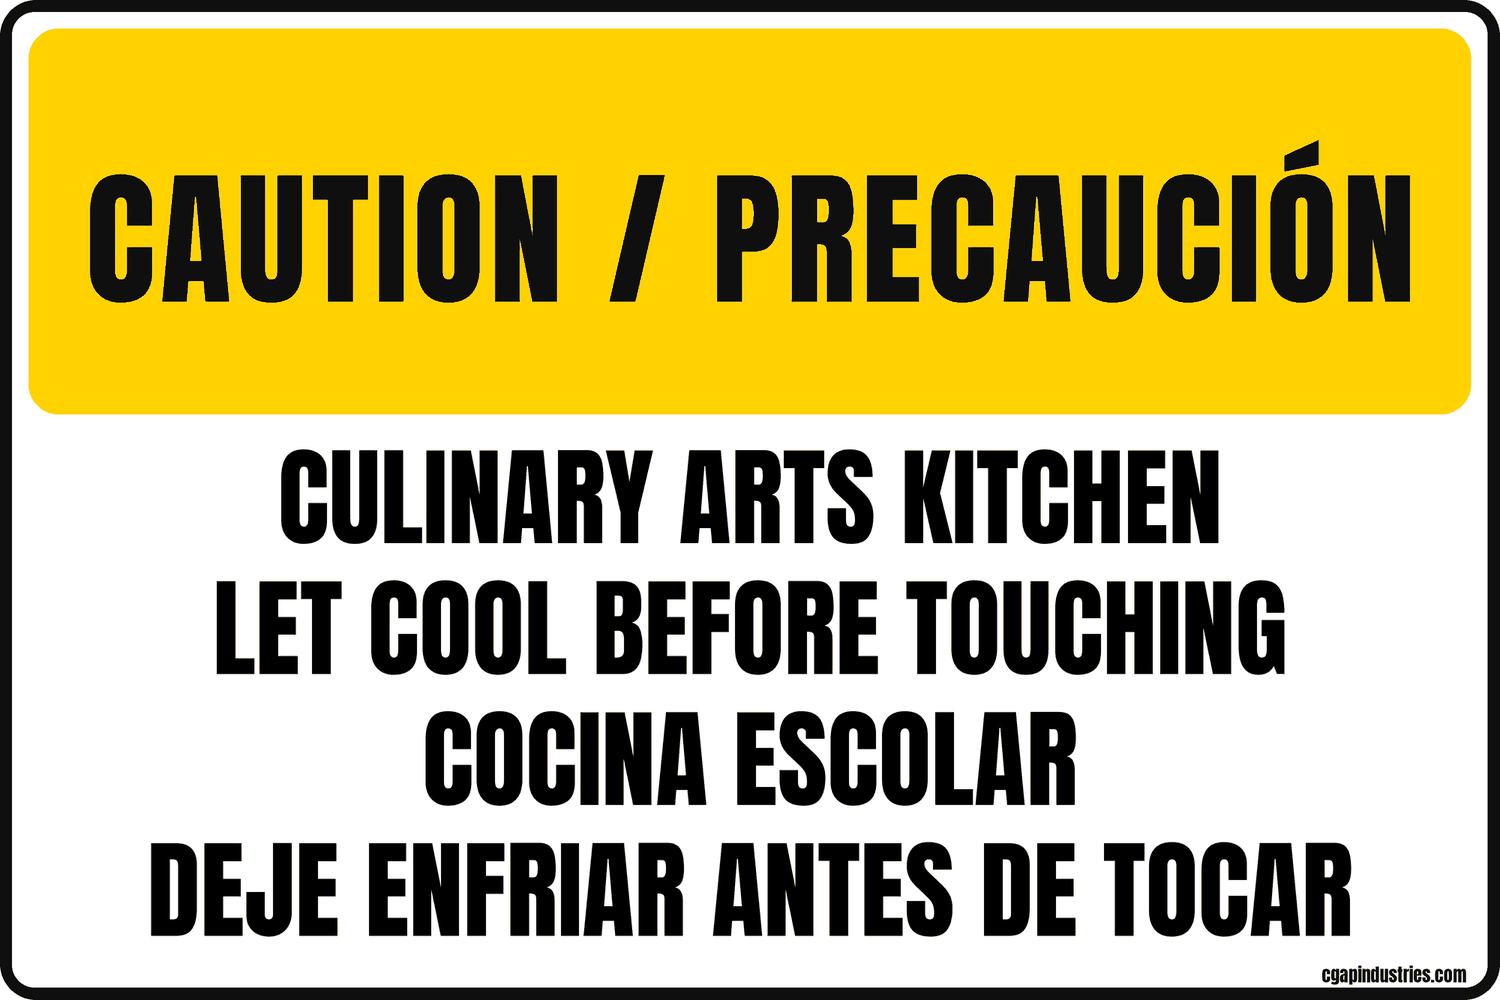 CAUTION / PRECAUCIÓN
CULINARY ARTS KITCHEN
LET COOL BEFORE TOUCHING
COCINA ESCOLAR
DEJE ENFRIAR ANTES DE TOCAR
cgapindustries.com